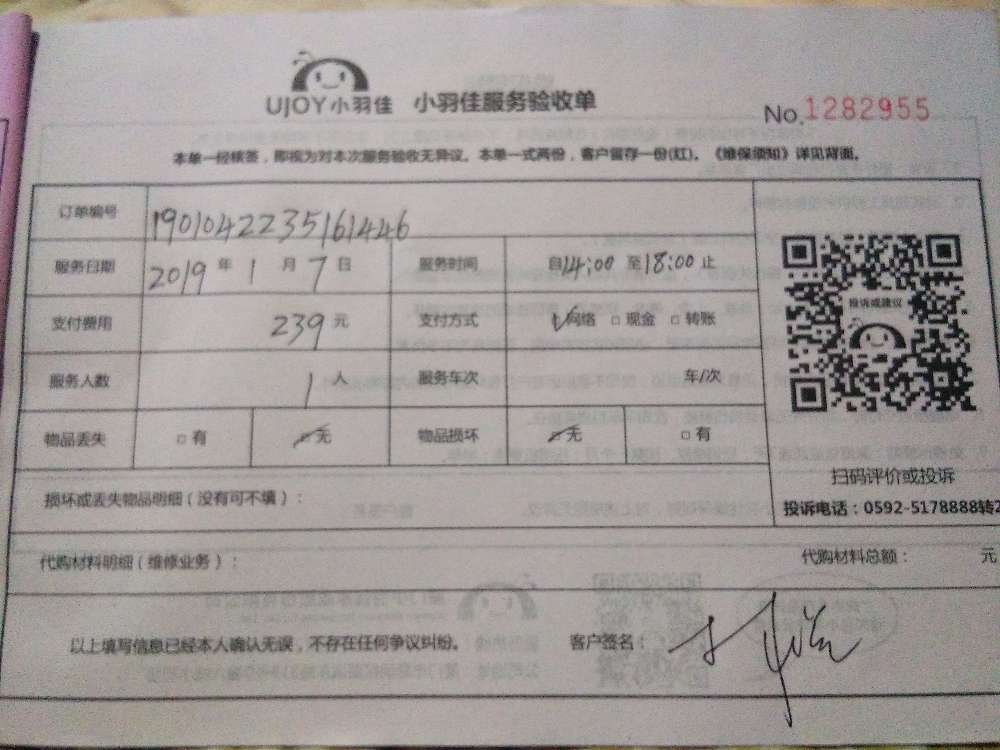 UJOY小羽佳 小羽佳服务验收单
No.1282955
本单一经核签，即视为对本次服务验收无异议。本单一式两份，客户留存一份(红)。《维保须知》详见背面。
订单编号 1901042235161446
服务日期 2019 年 1 月 7 日 服务时间 自14:00 至18:00 止
支付费用 239 元 支付方式 ☑网络 □现金 □转账
服务人数 1 人 服务车次 车/次
物品丢失 □有 ☑无 物品损坏 ☑无 □有
投诉或建议
扫码评价或投诉
投诉电话：0592-5178888转2
损坏或丢失物品明细（没有可不填）：
代购材料明细（维修业务）： 代购材料总额： 元
以上填写信息已经本人确认无误，不存在任何争议纠纷。 客户签名：